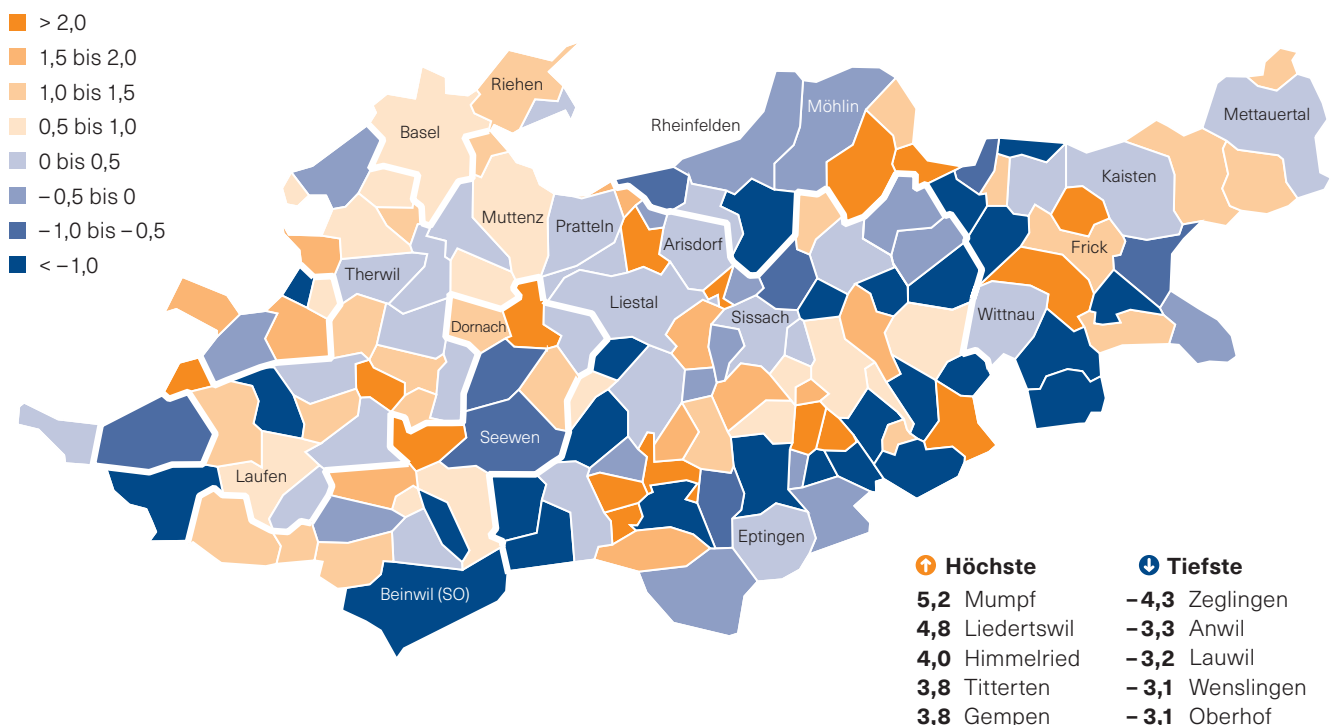 > 2,0
1,5 bis 2,0
1,0 bis 1,5
0,5 bis 1,0
0 bis 0,5
–0,5 bis 0
–1,0 bis –0,5
< –1,0
Riehen
Basel
Rheinfelden
Möhlin
Mettauertal
Kaisten
Muttenz
Pratteln
Arisdorf
Frick
Therwil
Liestal
Sissach
Wittnau
Dornach
Seewen
Laufen
Eptingen
Beinwil (SO)
Höchste
5,2 Mumpf
4,8 Liedertswil
4,0 Himmelried
3,8 Titterten
3,8 Gempen
Tiefste
–4,3 Zeglingen
–3,3 Anwil
–3,2 Lauwil
–3,1 Wenslingen
–3,1 Oberhof